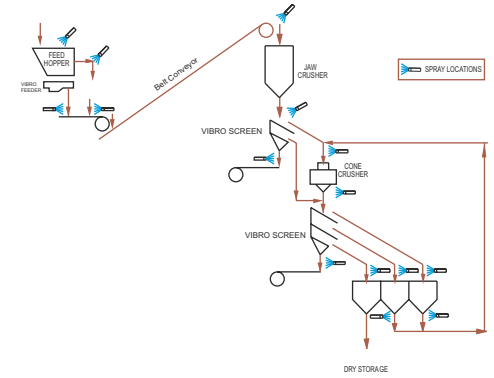 FEED
HOPPER
VIBRO
FEEDER
Belt Conveyor
JAW
CRUSHER
SPRAY LOCATIONS
VIBRO SCREEN
CONE
CRUSHER
VIBRO SCREEN
DRY STORAGE